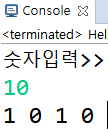 Console
<terminated> Hel
숫자입력>>
10
1 0 1 0